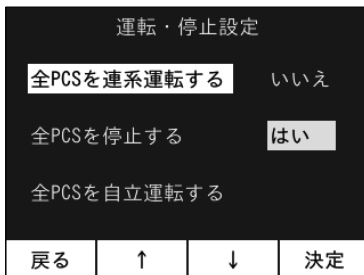 運転・停止設定
全PCSを連系運転する いいえ
全PCSを停止する はい
全PCSを自立運転する
戻る ↑ ↓ 決定